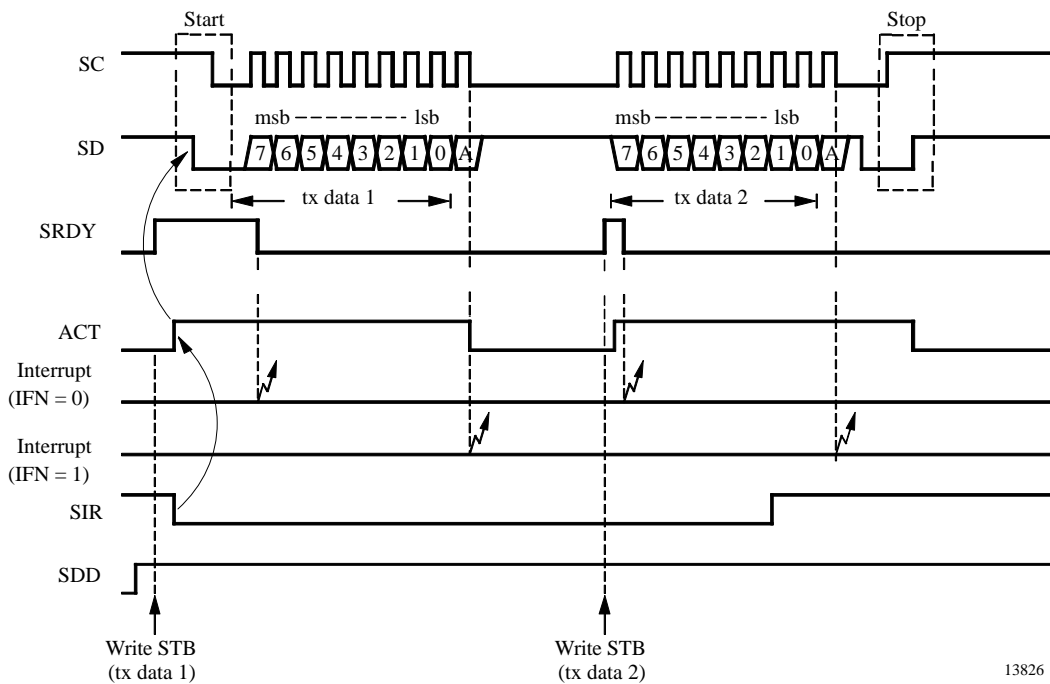 Start
Stop
SC
msb - - - - - - - - lsb
msb - - - - - - - - lsb
SD
7 6 5 4 3 2 1 0 A
7 6 5 4 3 2 1 0 A
tx data 1
tx data 2
SRDY
ACT
Interrupt
(IFN = 0)
Interrupt
(IFN = 1)
SIR
SDD
Write STB
(tx data 1)
Write STB
(tx data 2)
13826